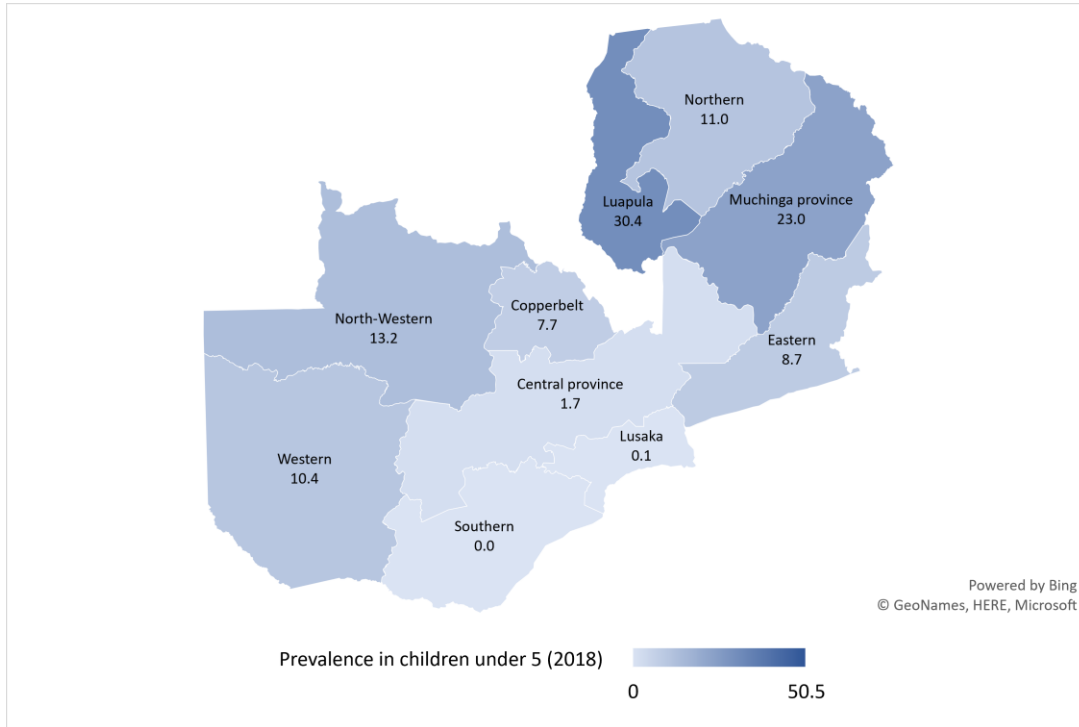 Northern
11.0
Luapula
30.4
Muchinga province
23.0
North-Western
13.2
Copperbelt
7.7
Eastern
8.7
Central province
1.7
Lusaka
0.1
Western
10.4
Southern
0.0
Powered by Bing
© GeoNames, HERE, Microsoft
Prevalence in children under 5 (2018)
0 50.5